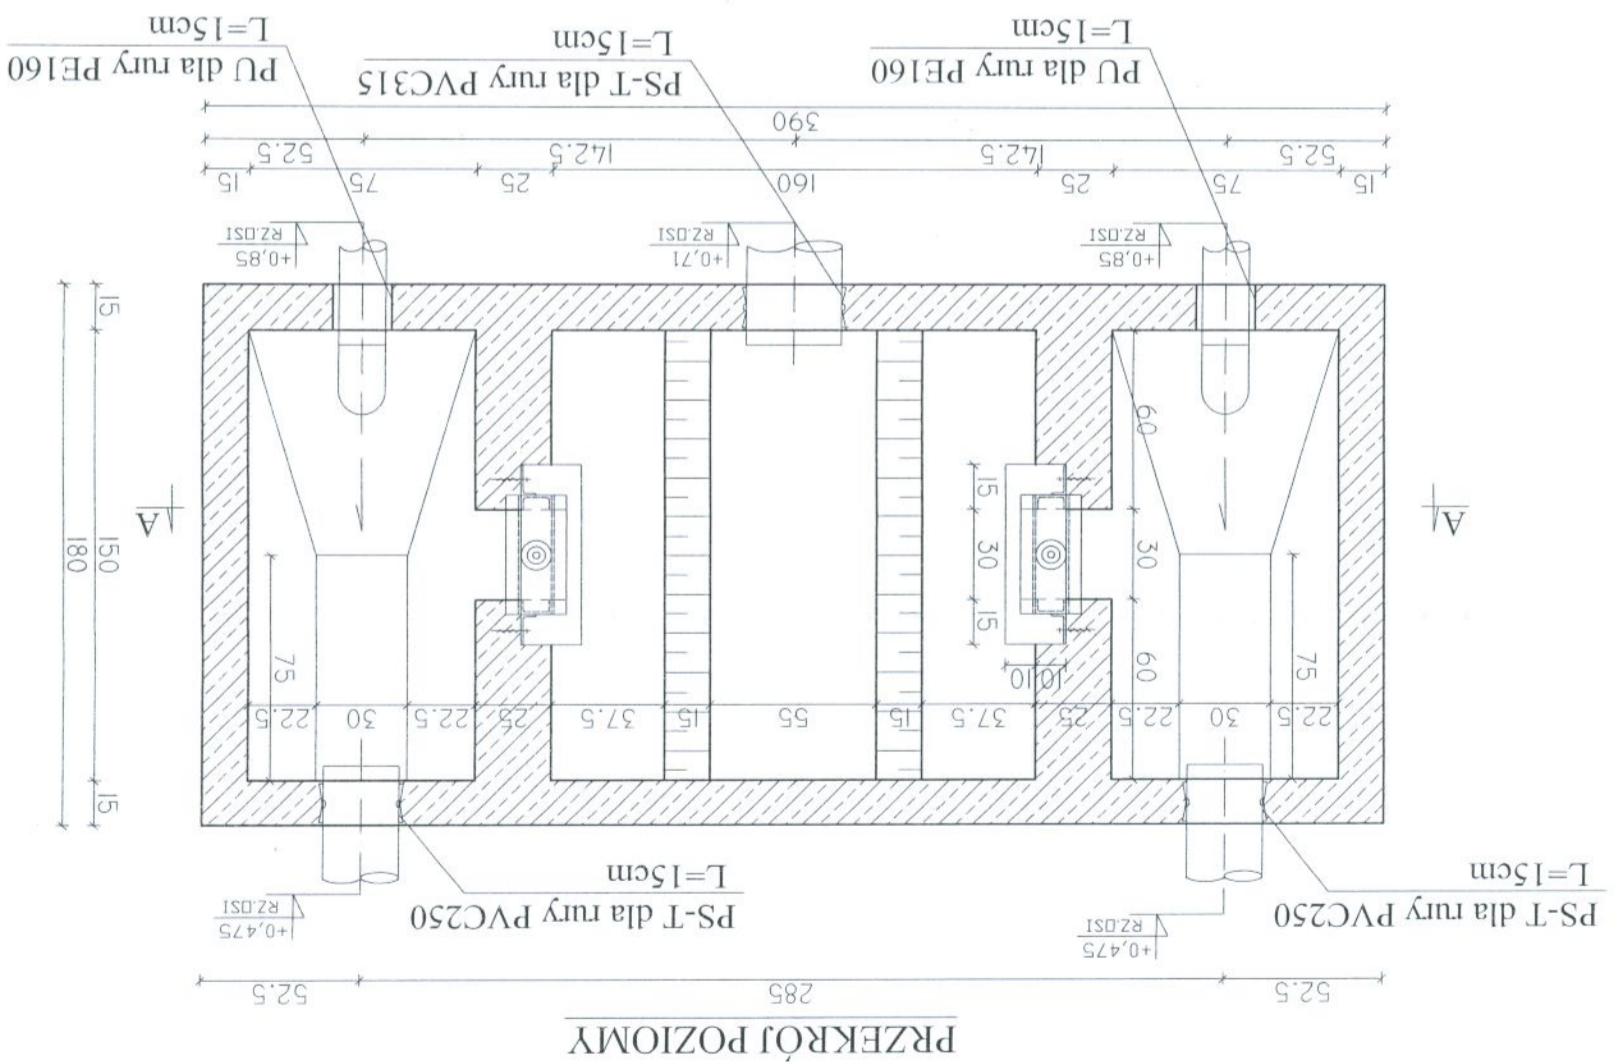 PRZEKRÓJ POZIOMY
52.5 285 52.5
+0,475
RZ.OSI
+0,475
RZ.OSI
PS-T dla rury PVC250
L=15cm
PS-T dla rury PVC250
L=15cm
22.5 30 22.5 25 37.5 15 55 15 37.5 25 22.5 30 22.5
10 10
75
60
30
60
15
30
15
75
15
150
15
180
A
A
+0,85
RZ.OSI
+0,71
RZ.OSI
+0,85
RZ.OSI
15 75 25 160 25 75 15
52.5 142.5 142.5 52.5
390
PU dla rury PE160
L=15cm
PS-T dla rury PVC315
L=15cm
PU dla rury PE160
L=15cm